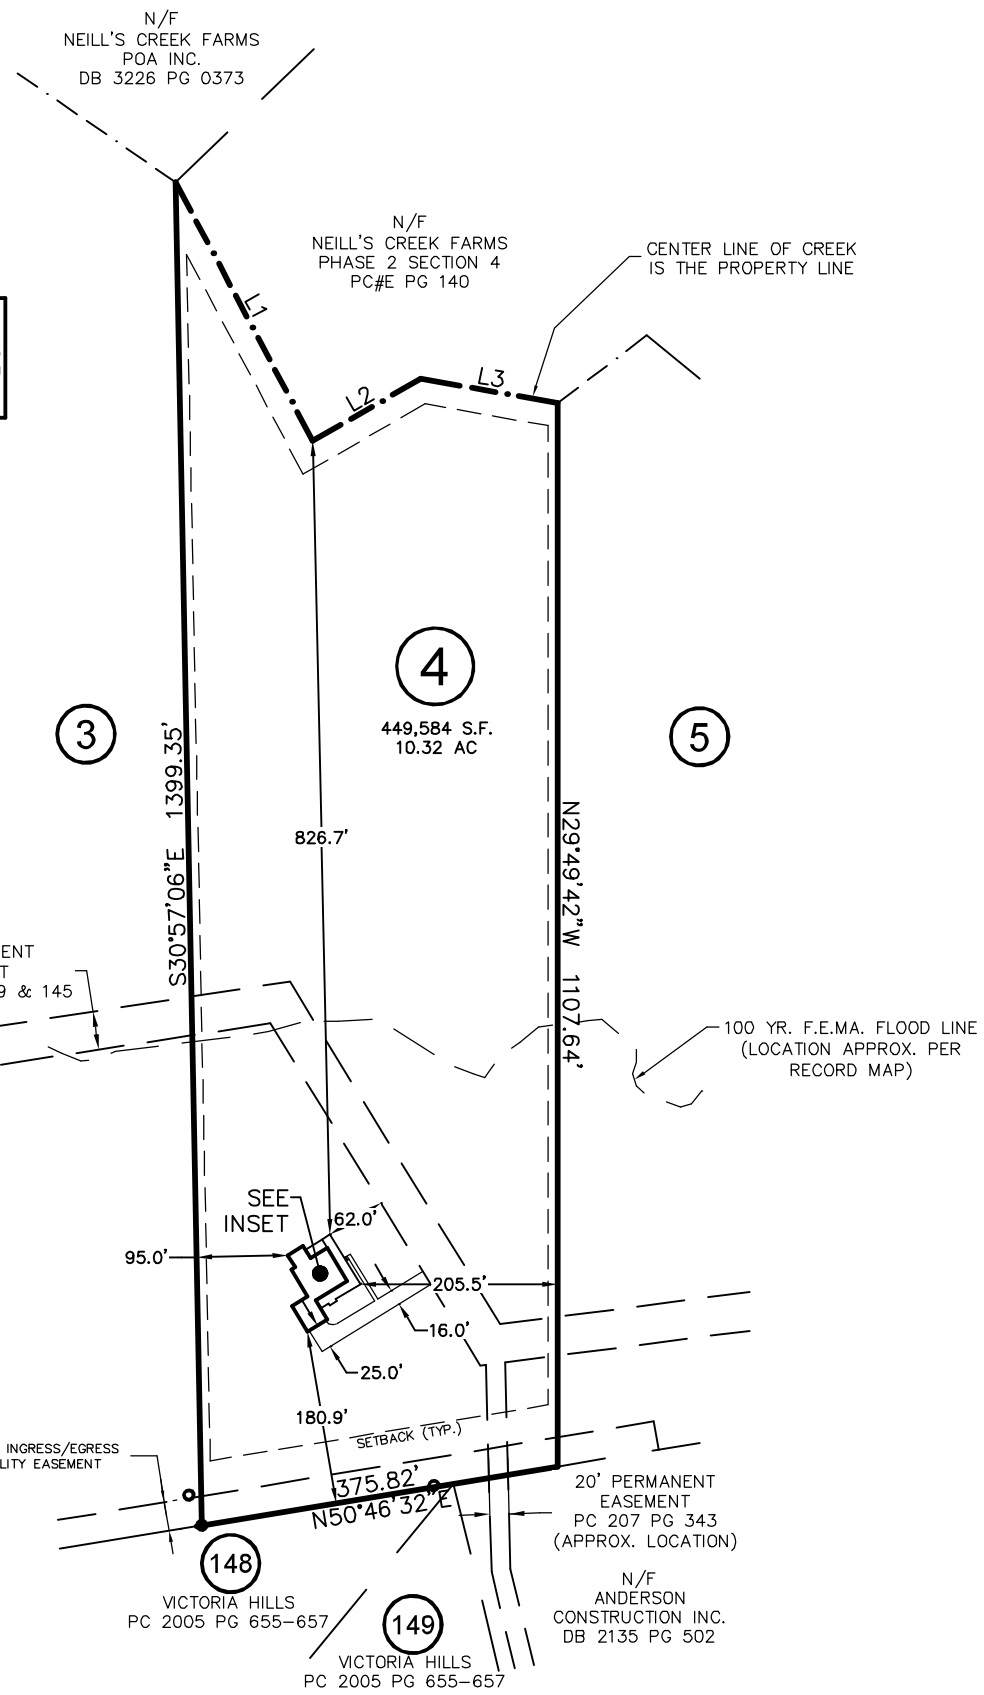 N/F
NEILL'S CREEK FARMS
POA INC.
DB 3226 PG 0373
N/F
NEILL'S CREEK FARMS
PHASE 2 SECTION 4
PC#E PG 140
CENTER LINE OF CREEK
IS THE PROPERTY LINE
L1
L2
L3
4
449,584 S.F.
10.32 AC
3
5
S30°57'06"E 1399.35'
826.7'
N29°49'42"W 1107.64'
ENT
T
9 & 145
100 YR. F.E.MA. FLOOD LINE
(LOCATION APPROX. PER
RECORD MAP)
SEE
INSET
62.0'
95.0'
205.5'
16.0'
25.0'
180.9'
SETBACK (TYP.)
INGRESS/EGRESS
LITY EASEMENT
375.82'
N50°46'32"E
20' PERMANENT
EASEMENT
PC 207 PG 343
(APPROX. LOCATION)
148
VICTORIA HILLS
PC 2005 PG 655-657
N/F
ANDERSON
CONSTRUCTION INC.
DB 2135 PG 502
149
VICTORIA HILLS
PC 2005 PG 655-657